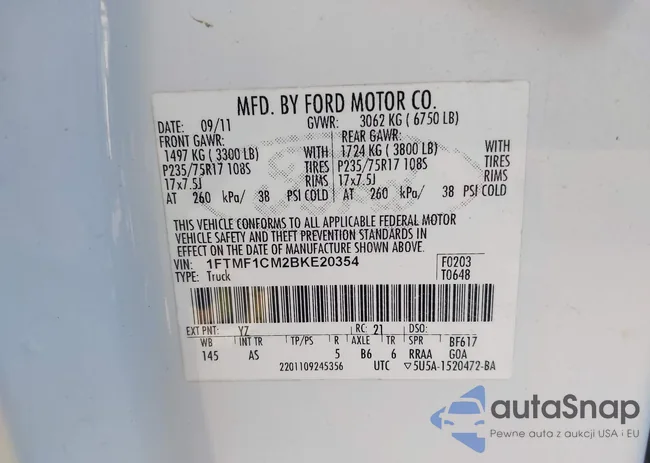 MFD. BY FORD MOTOR CO.
DATE: 09/11 GVWR: 3062 KG ( 6750 LB)
FRONT GAWR: REAR GAWR:
1497 KG ( 3300 LB) WITH 1724 KG ( 3800 LB) WITH
P235/75R17 108S TIRES P235/75R17 108S TIRES
17x7.5J RIMS 17x7.5J RIMS
AT 260 kPa/ 38 PSI COLD AT 260 kPa/ 38 PSI COLD
THIS VEHICLE CONFORMS TO ALL APPLICABLE FEDERAL MOTOR
VEHICLE SAFETY AND THEFT PREVENTION STANDARDS IN
EFFECT ON THE DATE OF MANUFACTURE SHOWN ABOVE.
VIN: 1FTMF1CM2BKE20354 F0203
TYPE: Truck T0648
EXT PNT: YZ RC: 21 DSO:
WB INT TR TP/PS R AXLE TR SPR BF617
145 AS 5 B6 6 RRAA GOA
2201109245356 UTC ▽5U5A-1520472-BA
autaSnap
Pewne auta z aukcji USA i EU